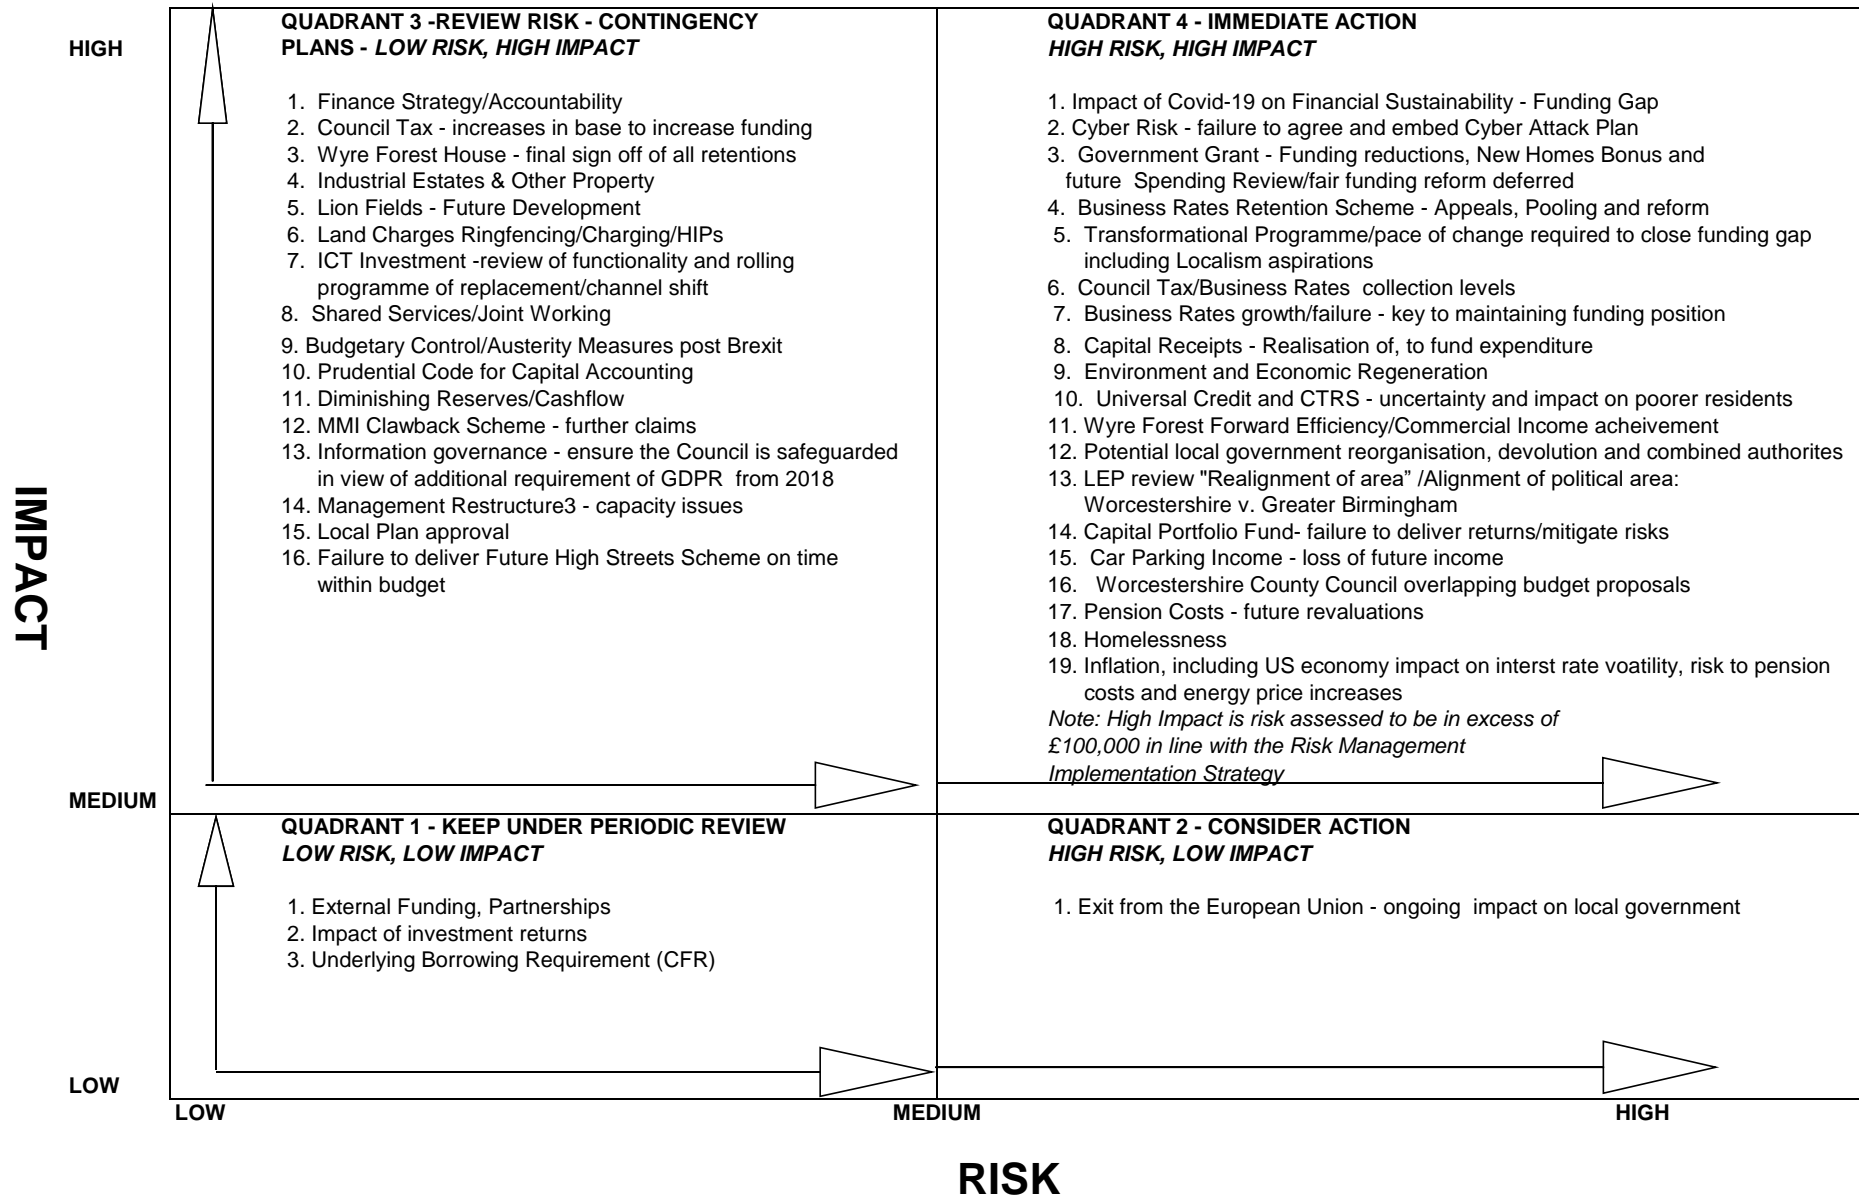 HIGH
MEDIUM
LOW
IMPACT
QUADRANT 3 -REVIEW RISK - CONTINGENCY
PLANS - LOW RISK, HIGH IMPACT
1. Finance Strategy/Accountability
2. Council Tax - increases in base to increase funding
3. Wyre Forest House - final sign off of all retentions
4. Industrial Estates & Other Property
5. Lion Fields - Future Development
6. Land Charges Ringfencing/Charging/HIPs
7. ICT Investment -review of functionality and rolling
programme of replacement/channel shift
8. Shared Services/Joint Working
9. Budgetary Control/Austerity Measures post Brexit
10. Prudential Code for Capital Accounting
11. Diminishing Reserves/Cashflow
12. MMI Clawback Scheme - further claims
13. Information governance - ensure the Council is safeguarded
in view of additional requirement of GDPR from 2018
14. Management Restructure3 - capacity issues
15. Local Plan approval
16. Failure to deliver Future High Streets Scheme on time
within budget
QUADRANT 4 - IMMEDIATE ACTION
HIGH RISK, HIGH IMPACT
1. Impact of Covid-19 on Financial Sustainability - Funding Gap
2. Cyber Risk - failure to agree and embed Cyber Attack Plan
3. Government Grant - Funding reductions, New Homes Bonus and
future Spending Review/fair funding reform deferred
4. Business Rates Retention Scheme - Appeals, Pooling and reform
5. Transformational Programme/pace of change required to close funding gap
including Localism aspirations
6. Council Tax/Business Rates collection levels
7. Business Rates growth/failure - key to maintaining funding position
8. Capital Receipts - Realisation of, to fund expenditure
9. Environment and Economic Regeneration
10. Universal Credit and CTRS - uncertainty and impact on poorer residents
11. Wyre Forest Forward Efficiency/Commercial Income acheivement
12. Potential local government reorganisation, devolution and combined authorites
13. LEP review "Realignment of area” /Alignment of political area:
Worcestershire v. Greater Birmingham
14. Capital Portfolio Fund- failure to deliver returns/mitigate risks
15. Car Parking Income - loss of future income
16. Worcestershire County Council overlapping budget proposals
17. Pension Costs - future revaluations
18. Homelessness
19. Inflation, including US economy impact on interst rate voatility, risk to pension
costs and energy price increases
Note: High Impact is risk assessed to be in excess of
£100,000 in line with the Risk Management
Implementation Strategy
QUADRANT 1 - KEEP UNDER PERIODIC REVIEW
LOW RISK, LOW IMPACT
1. External Funding, Partnerships
2. Impact of investment returns
3. Underlying Borrowing Requirement (CFR)
QUADRANT 2 - CONSIDER ACTION
HIGH RISK, LOW IMPACT
1. Exit from the European Union - ongoing impact on local government
LOW
MEDIUM
HIGH
RISK